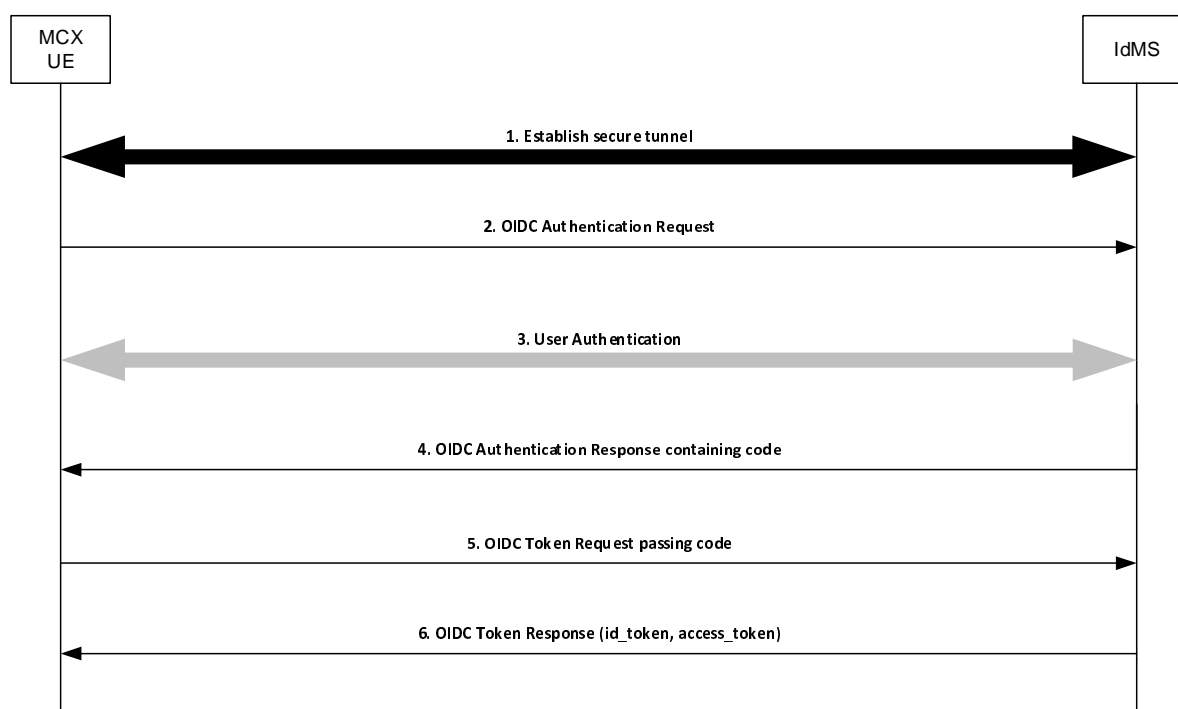 MCX
UE
IdMS
1. Establish secure tunnel
2. OIDC Authentication Request
3. User Authentication
4. OIDC Authentication Response containing code
5. OIDC Token Request passing code
6. OIDC Token Response (id_token, access_token)